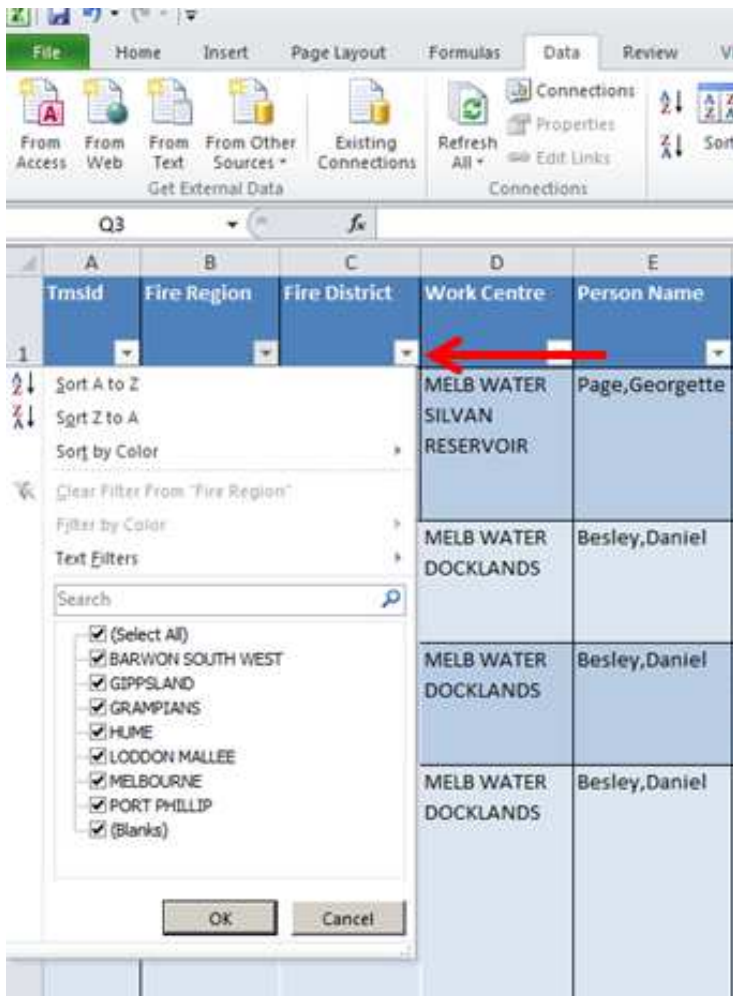 File Home Insert Page Layout Formulas Data Review V
Connections
Properties
Edit Links
From Access
From Web
From Text
From Other Sources
Existing Connections
Refresh All
Sort
Get External Data
Connections
Q3
fx
A B C D E
TmsId Fire Region Fire District Work Centre Person Name
1
Sort A to Z
Sort Z to A
Sort by Color
Clear Filter From "Fire Region"
Filter by Color
Text Filters
Search
(Select All)
BARWON SOUTH WEST
GIPPSLAND
GRAMPIANS
HUME
LODDON MALLEE
MELBOURNE
PORT PHILLIP
(Blanks)
OK Cancel
MELB WATER Page,Georgette
SILVAN
RESERVOIR
MELB WATER Besley,Daniel
DOCKLANDS
MELB WATER Besley,Daniel
DOCKLANDS
MELB WATER Besley,Daniel
DOCKLANDS